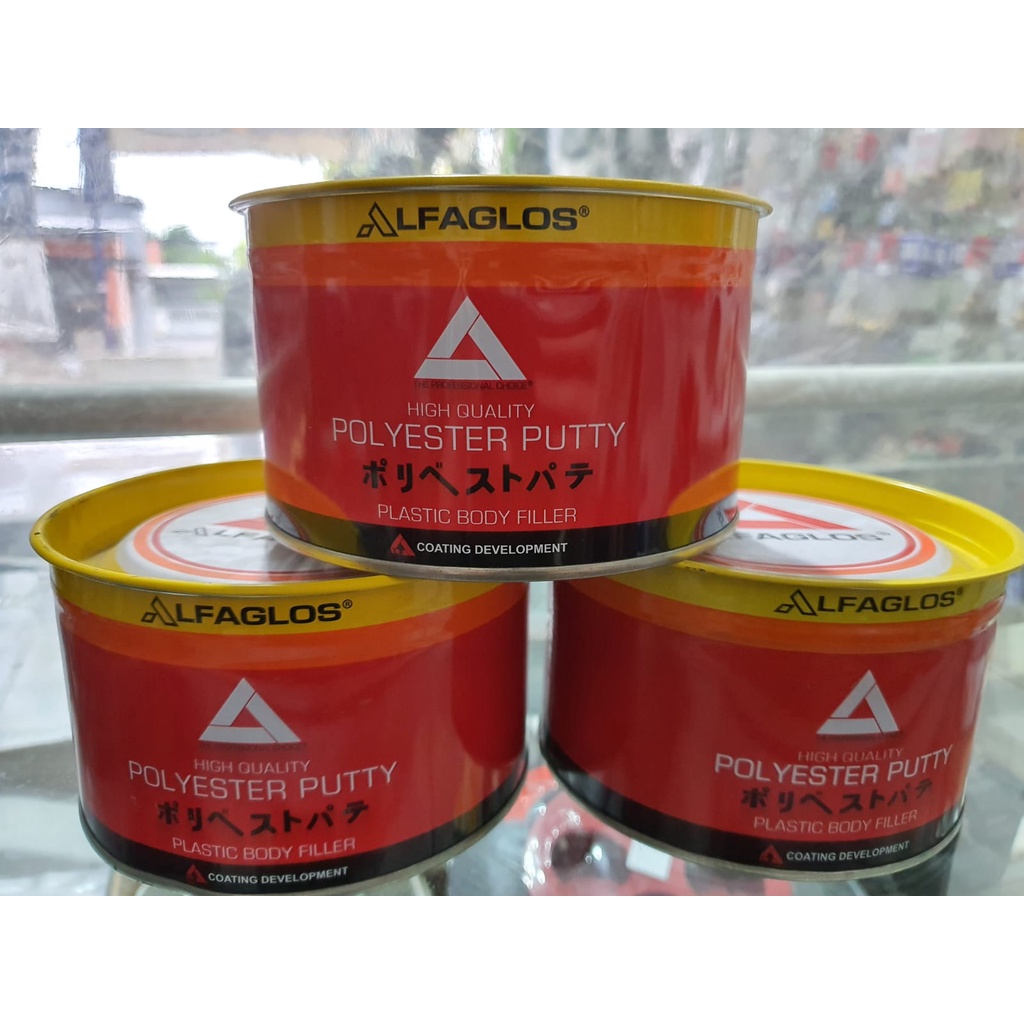 ALFAGLOS®
THE PROFESSIONAL CHOICE®
HIGH QUALITY
POLYESTER PUTTY
ポリベストパテ
PLASTIC BODY FILLER
COATING DEVELOPMENT
ALFAGLOS
ALFAGLOS®
HIGH QUALITY
POLYESTER PUTTY
ポリベストパテ
PLASTIC BODY FILLER
COATING DEVELOPMENT
ALFAGLOS®
ALFAGLOS®
HIGH QUALITY
POLYESTER PUTTY
ポリベストパテ
PLASTIC BODY FILLER
COATING DEVELOPMENT